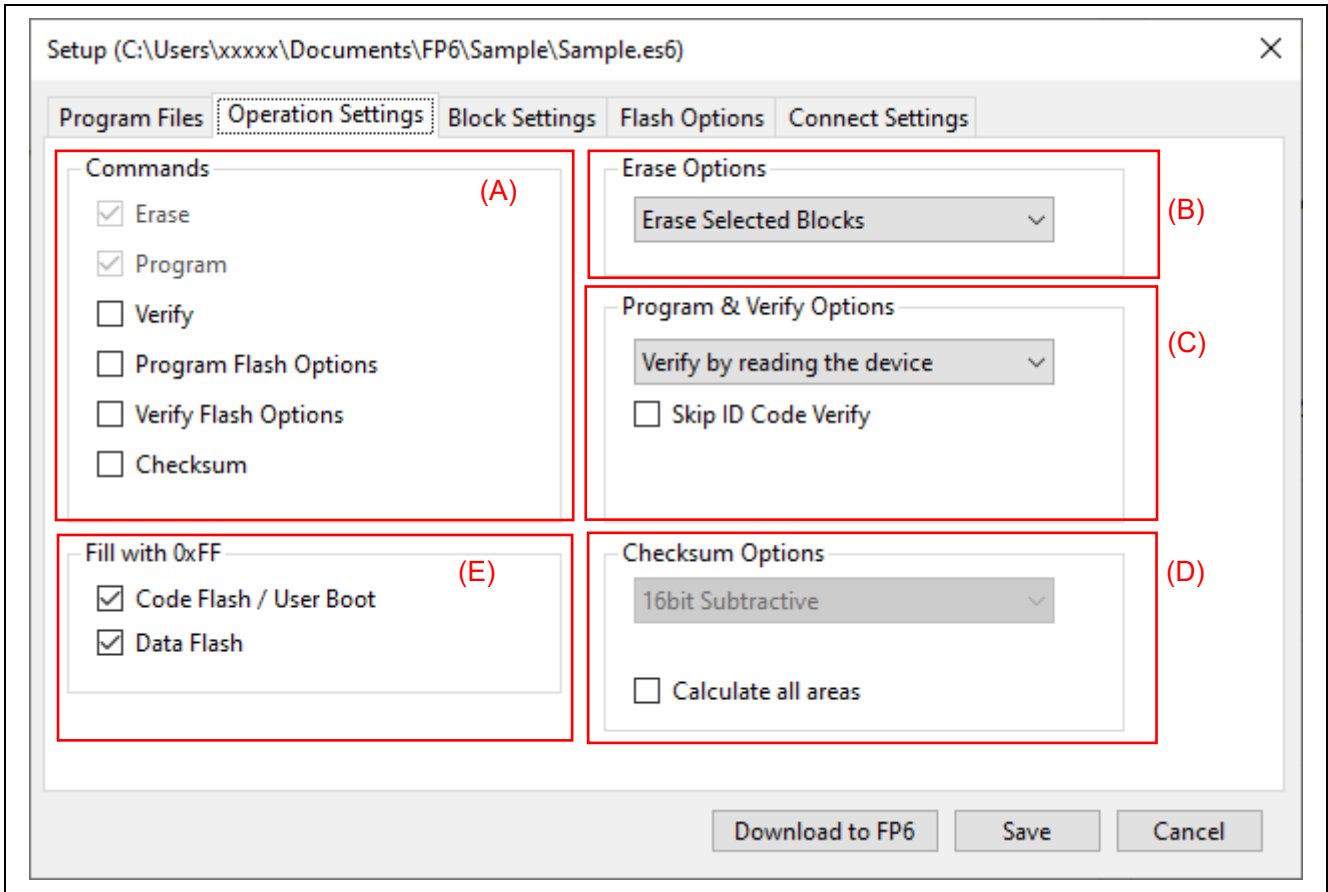 Setup (C:\Users\xxxxx\Documents\FP6\Sample\Sample.es6)
Program Files Operation Settings Block Settings Flash Options Connect Settings
Commands
(A)
Erase
Program
Verify
Program Flash Options
Verify Flash Options
Checksum
Erase Options
Erase Selected Blocks
(B)
Program & Verify Options
Verify by reading the device
(C)
Skip ID Code Verify
Fill with 0xFF
(E)
Code Flash / User Boot
Data Flash
Checksum Options
16bit Subtractive
(D)
Calculate all areas
Download to FP6 Save Cancel